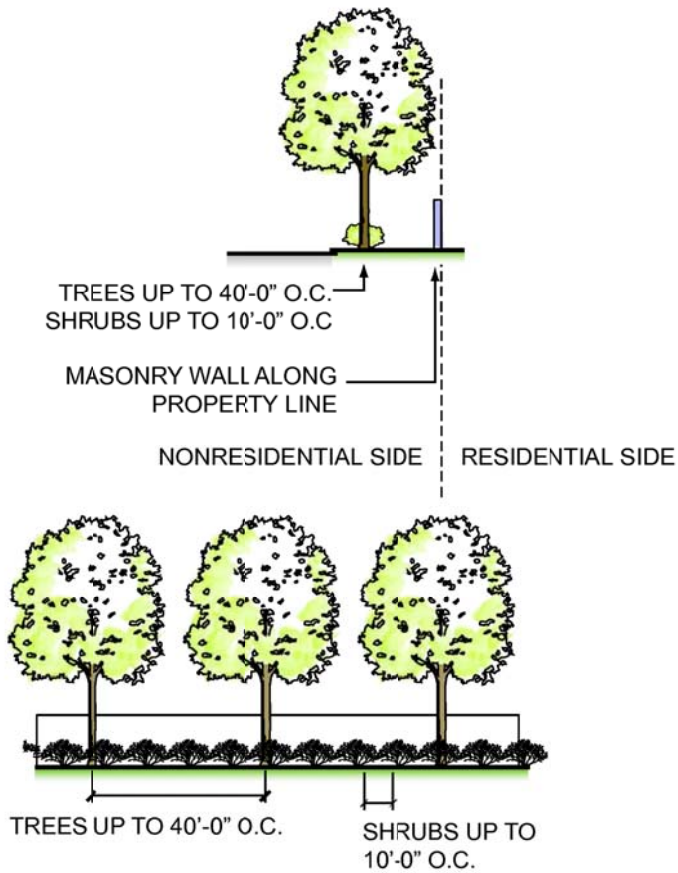 TREES UP TO 40'-0" O.C.
SHRUBS UP TO 10'-0" O.C
MASONRY WALL ALONG
PROPERTY LINE
NONRESIDENTIAL SIDE
RESIDENTIAL SIDE
TREES UP TO 40'-0" O.C.
SHRUBS UP TO
10'-0" O.C.